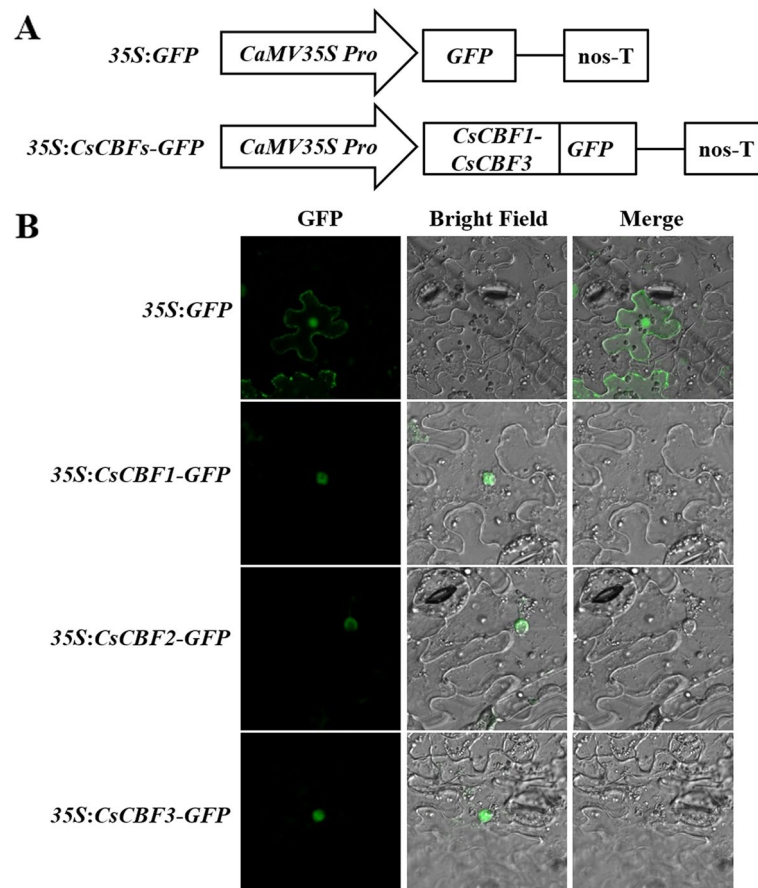 A
35S:GFP
CaMV35S Pro
GFP
nos-T
35S:CsCBFs-GFP
CaMV35S Pro
CsCBF1-
CsCBF3
GFP
nos-T
B
GFP
Bright Field
Merge
35S:GFP
35S:CsCBF1-GFP
35S:CsCBF2-GFP
35S:CsCBF3-GFP